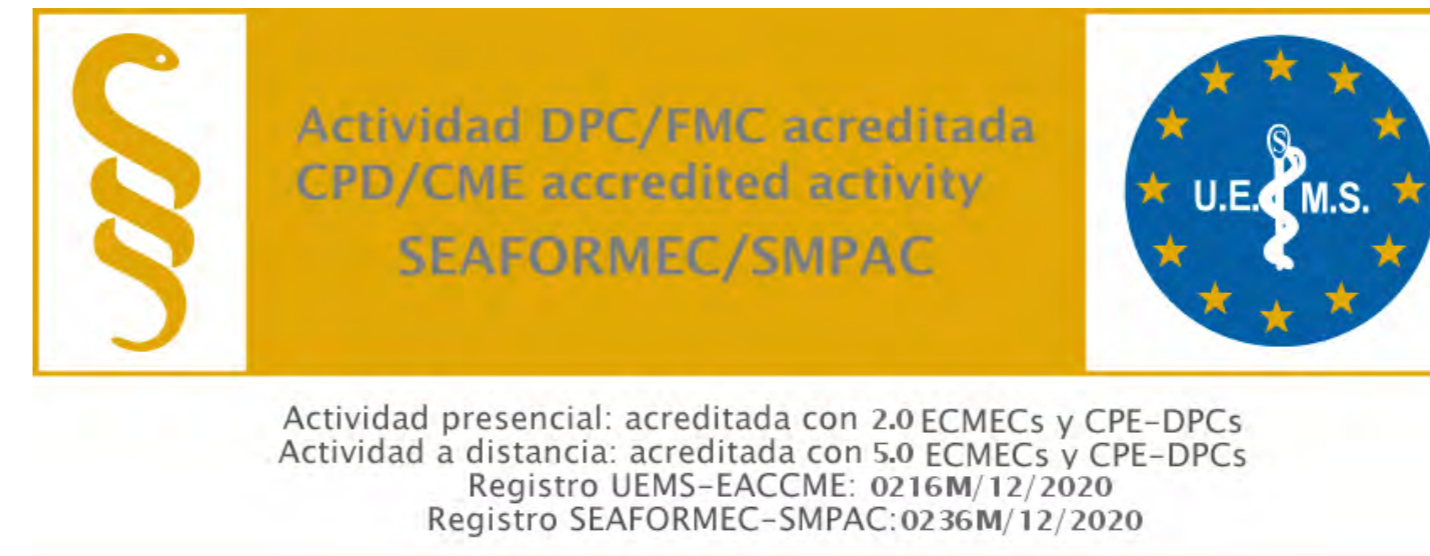 Actividad DPC/FMC acreditada
CPD/CME accredited activity
SEAFORMEC/SMPAC
S
U.E. M.S.
Actividad presencial: acreditada con 2.0 ECMECs y CPE-DPCs
Actividad a distancia: acreditada con 5.0 ECMECs y CPE-DPCs
Registro UEMS-EACCME: 0216M/12/2020
Registro SEAFORMEC-SMPAC:0236M/12/2020